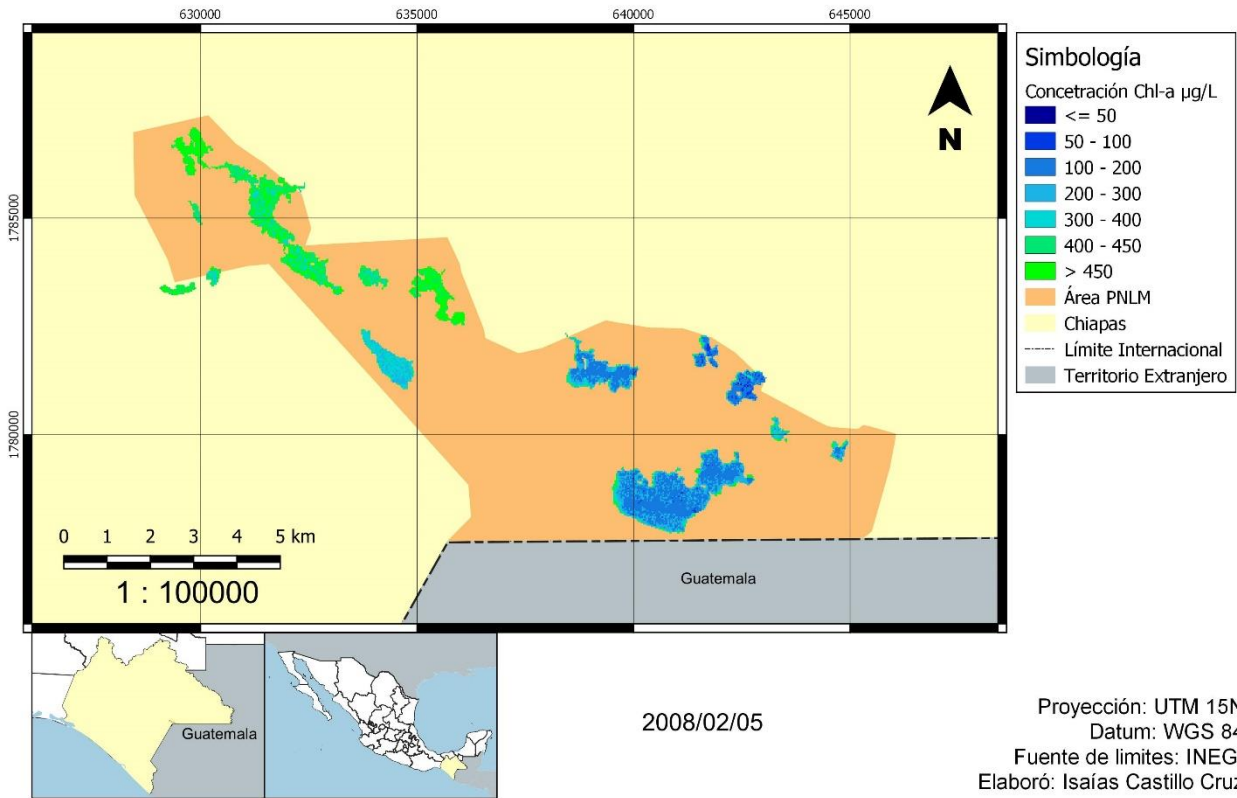 630000
635000
640000
645000
1785000
1780000
N
Simbología
Concetración Chl-a µg/L
<= 50
50 - 100
100 - 200
200 - 300
300 - 400
400 - 450
> 450
Área PNLM
Chiapas
Límite Internacional
Territorio Extranjero
0 1 2 3 4 5 km
1 : 100000
Guatemala
Guatemala
2008/02/05
Proyección: UTM 15N
Datum: WGS 84
Fuente de limites: INEG
Elaboró: Isaías Castillo Cruz